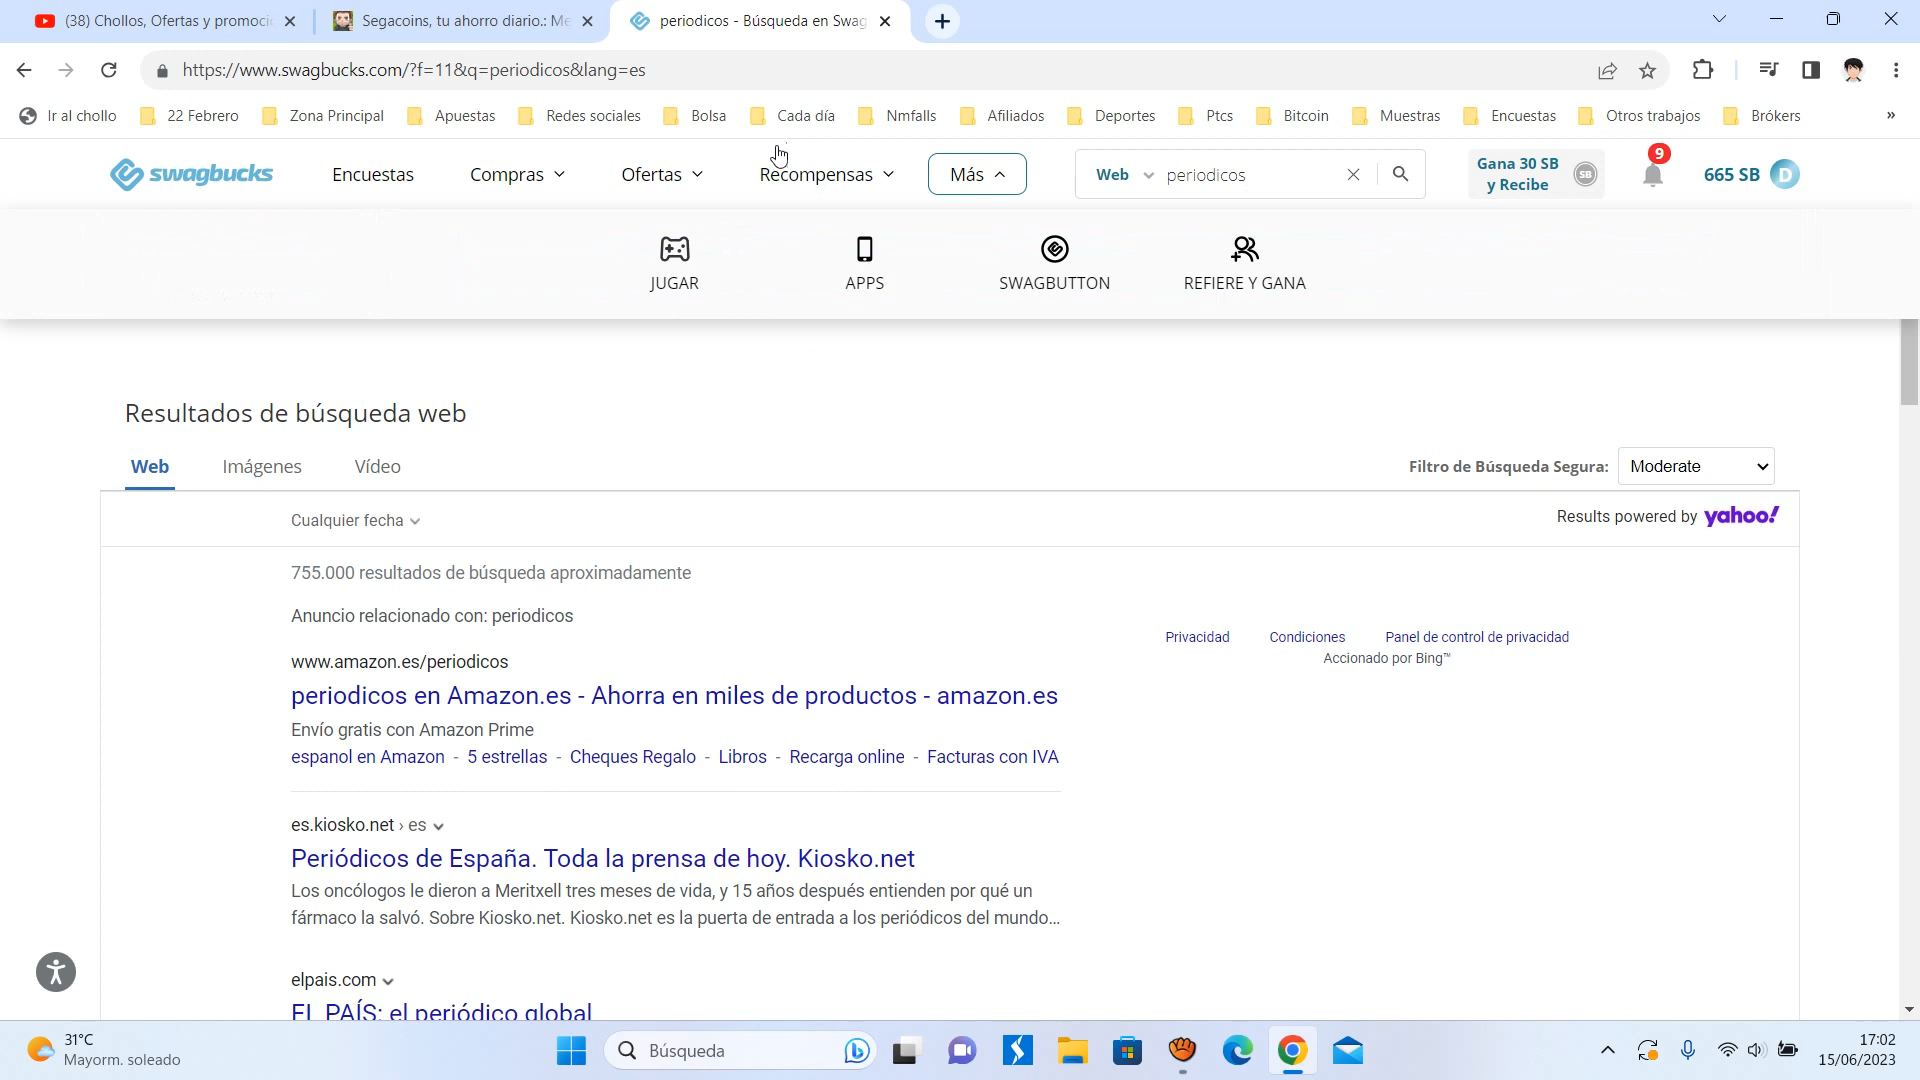 (38) Chollos, Ofertas y promoci
Segacoins, tu ahorro diario.: Me
periodicos - Búsqueda en Swag
https://www.swagbucks.com/?f=11&q=periodicos&lang=es
Ir al chollo
22 Febrero
Zona Principal
Apuestas
Redes sociales
Bolsa
Cada día
Nmfalls
Afiliados
Deportes
Ptcs
Bitcoin
Muestras
Encuestas
Otros trabajos
Brókers
»
swagbucks
Encuestas
Compras
Ofertas
Recompensas
Más
Web
periodicos
Gana 30 SB
y Recibe
SB
9
665 SB
D
JUGAR
APPS
SWAGBUTTON
REFIERE Y GANA
Resultados de búsqueda web
Web
Imágenes
Vídeo
Filtro de Búsqueda Segura:
Moderate
Cualquier fecha
Results powered by yahoo!
755.000 resultados de búsqueda aproximadamente
Anuncio relacionado con: periodicos
Privacidad
Condiciones
Panel de control de privacidad
Accionado por Bing™
www.amazon.es/periodicos
periodicos en Amazon.es - Ahorra en miles de productos - amazon.es
Envío gratis con Amazon Prime
espanol en Amazon - 5 estrellas - Cheques Regalo - Libros - Recarga online - Facturas con IVA
es.kiosko.net › es
Periódicos de España. Toda la prensa de hoy. Kiosko.net
Los oncólogos le dieron a Meritxell tres meses de vida, y 15 años después entienden por qué un
fármaco la salvó. Sobre Kiosko.net. Kiosko.net es la puerta de entrada a los periódicos del mundo...
elpais.com
EL PAÍS: el periódico global
31°C
Mayorm. soleado
Búsqueda
17:02
15/06/2023